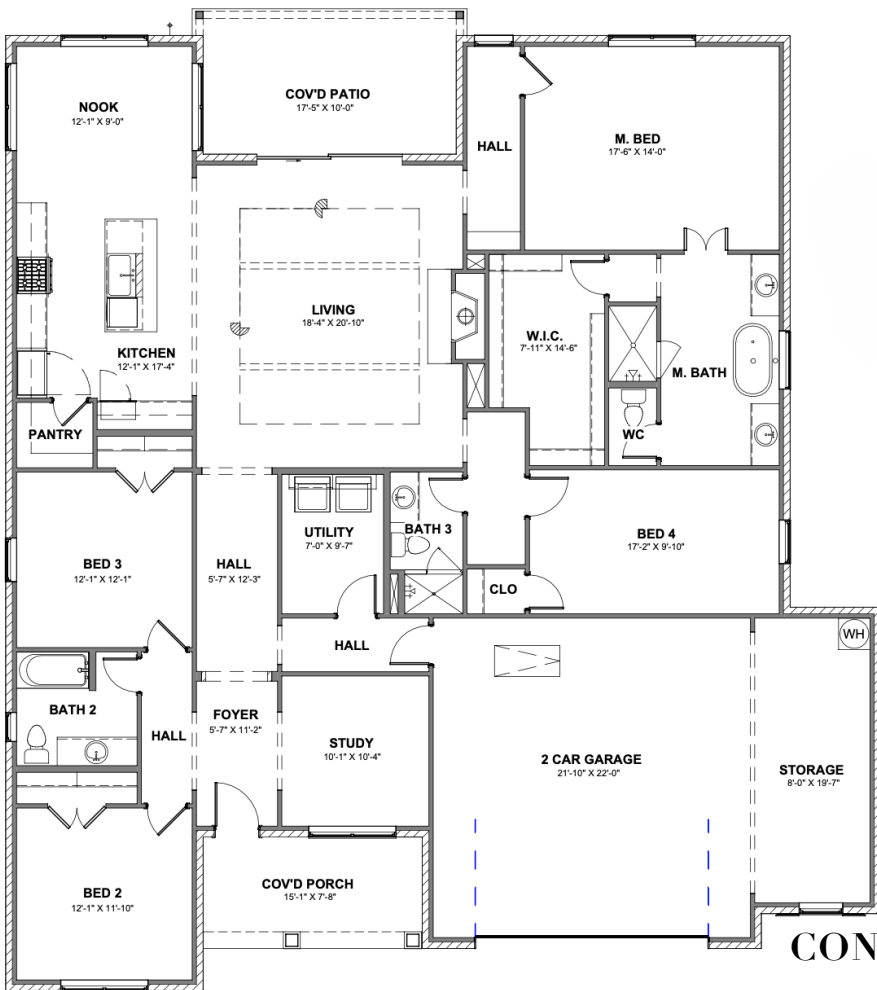 NOOK
12'-1" X 9'-0"
COV'D PATIO
17'-5" X 10'-0"
HALL
M. BED
17'-6" X 14'-0"
LIVING
18'-4" X 20'-10"
KITCHEN
12'-1" X 17'-4"
W.I.C.
7'-11" X 14'-6"
M. BATH
PANTRY
WC
BED 3
12'-1" X 12'-1"
HALL
5'-7" X 12'-3"
UTILITY
7'-0" X 9'-7"
BATH 3
BED 4
17'-2" X 9'-10"
CLO
HALL
WH
BATH 2
HALL
FOYER
5'-7" X 11'-2"
STUDY
10'-1" X 10'-4"
2 CAR GARAGE
21'-10" X 22'-0"
STORAGE
8'-0" X 19'-7"
BED 2
12'-1" X 11'-10"
COV'D PORCH
15'-1" X 7'-8"
CON